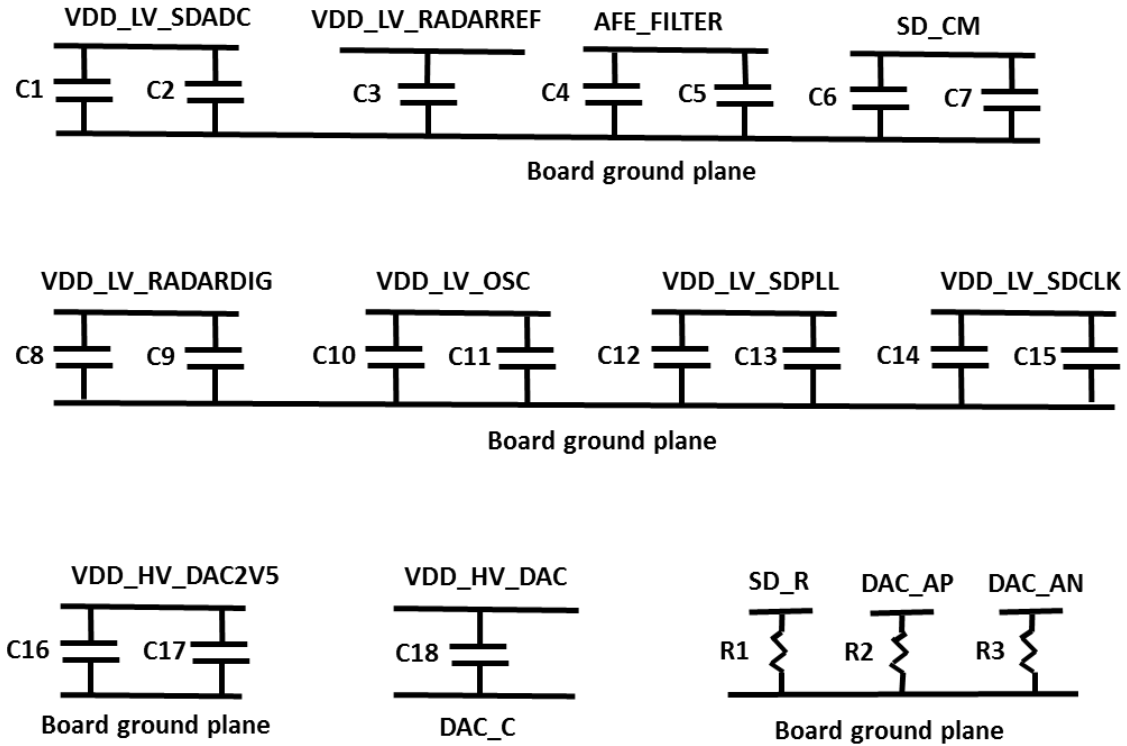 VDD_LV_SDADC VDD_LV_RADARREF AFE_FILTER SD_CM
C1 C2 C3 C4 C5 C6 C7
Board ground plane
VDD_LV_RADARDIG VDD_LV_OSC VDD_LV_SDPLL VDD_LV_SDCLK
C8 C9 C10 C11 C12 C13 C14 C15
Board ground plane
VDD_HV_DAC2V5 VDD_HV_DAC SD_R DAC_AP DAC_AN
C16 C17 C18 R1 R2 R3
Board ground plane DAC_C Board ground plane